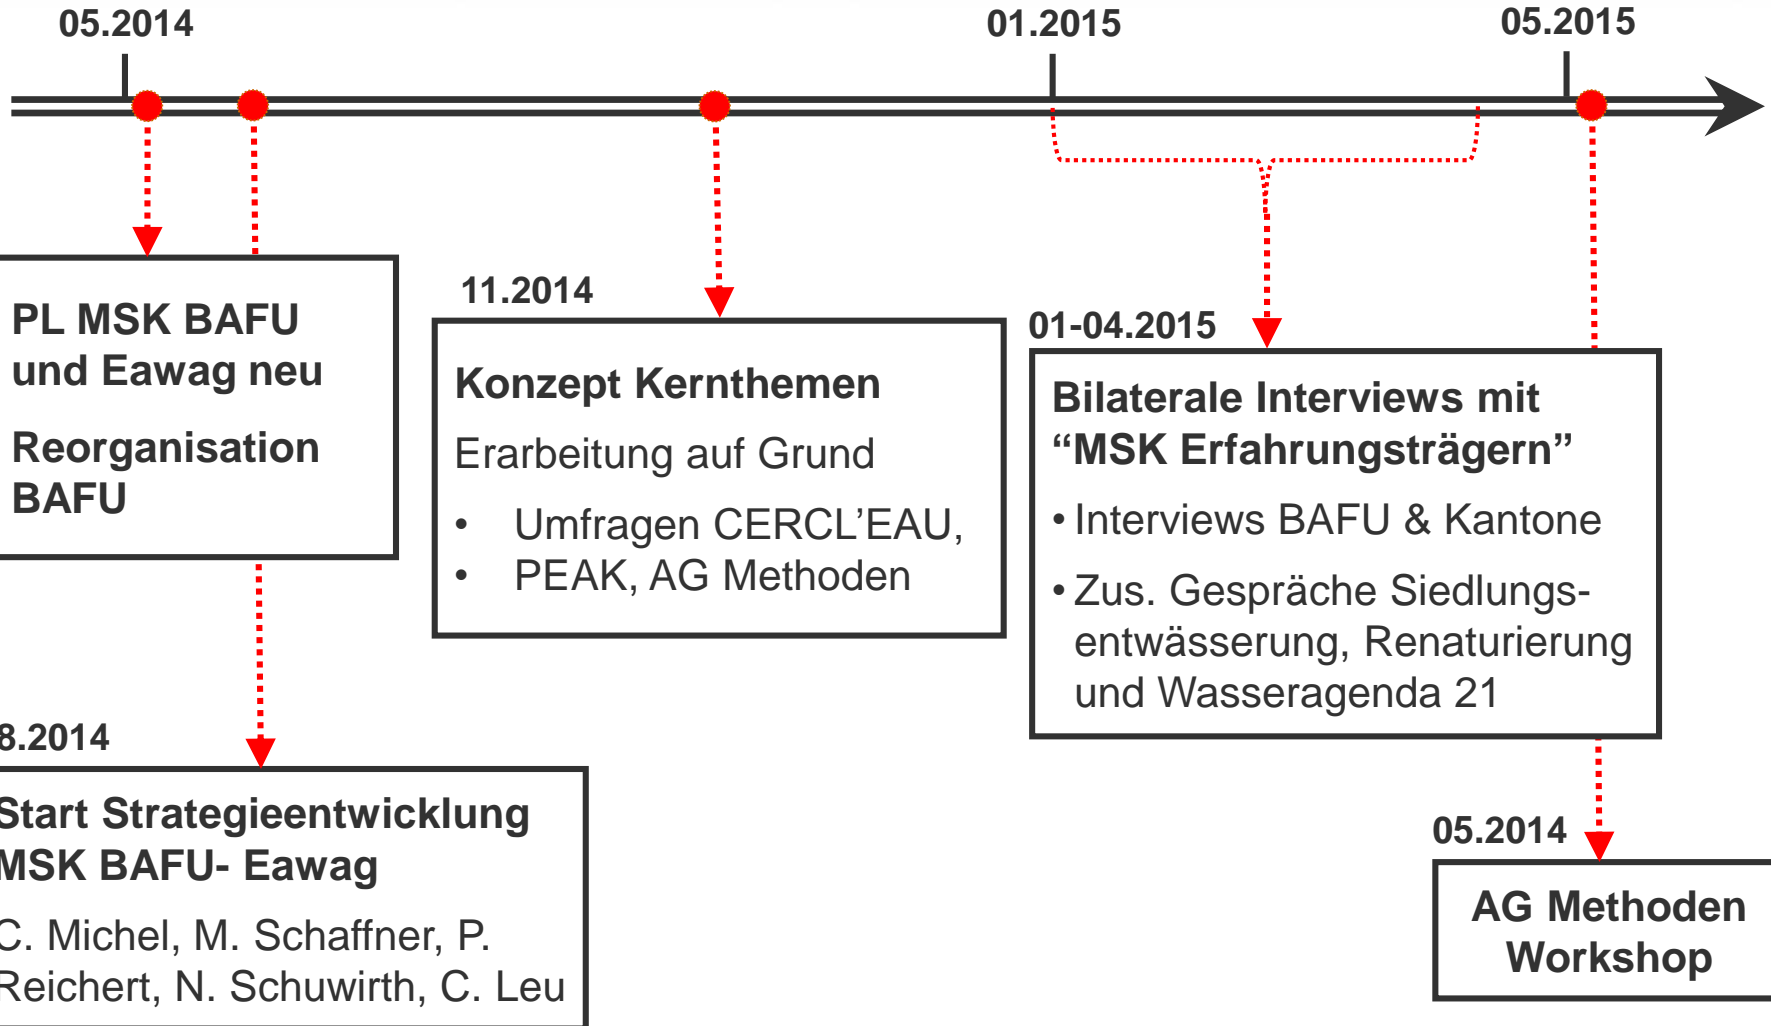 05.2014
01.2015
05.2015
PL MSK BAFU
und Eawag neu
Reorganisation
BAFU
8.2014
Start Strategieentwicklung
MSK BAFU- Eawag
C. Michel, M. Schaffner, P.
Reichert, N. Schuwirth, C. Leu
11.2014
Konzept Kernthemen
Erarbeitung auf Grund
• Umfragen CERCL’EAU,
• PEAK, AG Methoden
01-04.2015
Bilaterale Interviews mit
“MSK Erfahrungsträgern”
• Interviews BAFU & Kantone
• Zus. Gespräche Siedlungs-
entwässerung, Renaturierung
und Wasseragenda 21
05.2014
AG Methoden
Workshop